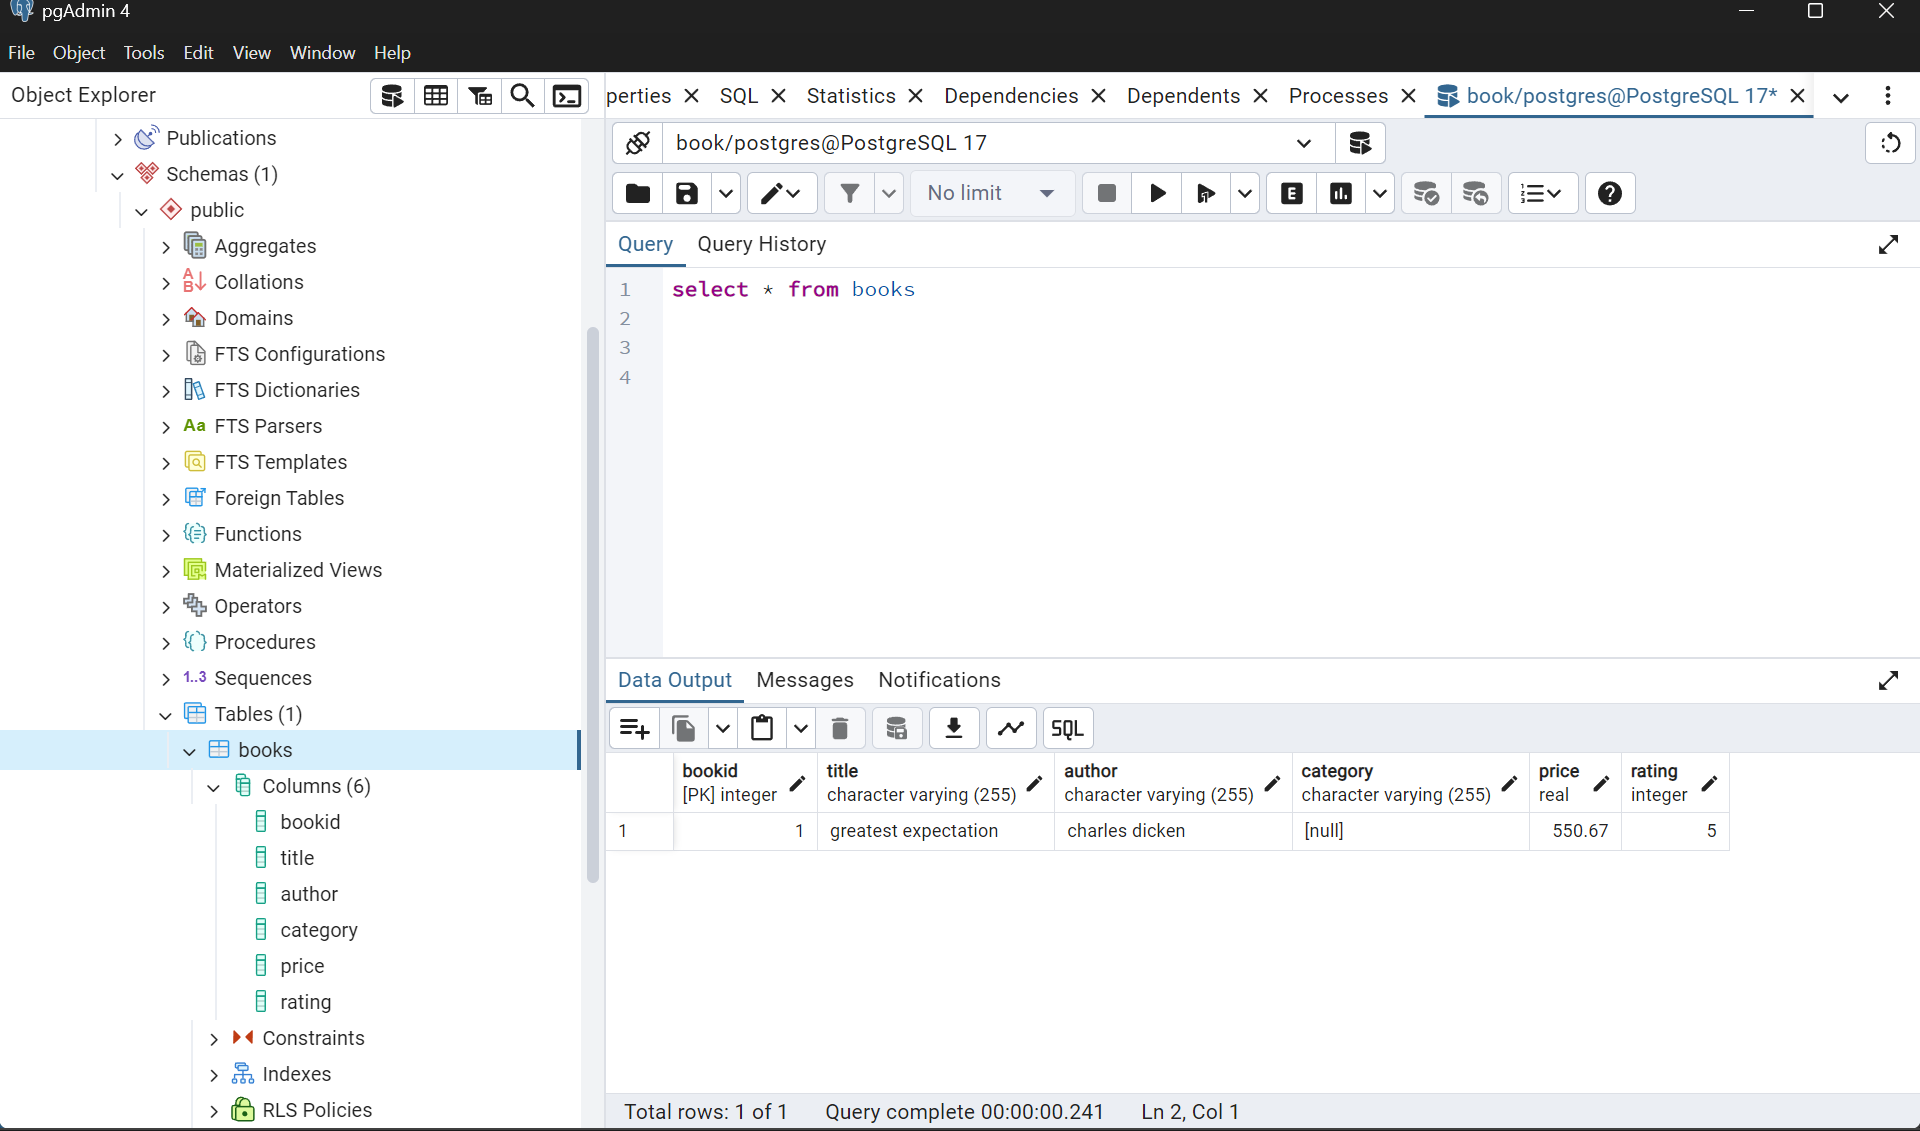 pgAdmin 4
File Object Tools Edit View Window Help
Object Explorer
perties SQL Statistics Dependencies Dependents Processes book/postgres@PostgreSQL 17*
Publications
Schemas (1)
public
Aggregates
Collations
Domains
FTS Configurations
FTS Dictionaries
Aa FTS Parsers
FTS Templates
Foreign Tables
Functions
Materialized Views
Operators
Procedures
1..3 Sequences
Tables (1)
books
Columns (6)
bookid
title
author
category
price
rating
Constraints
Indexes
RLS Policies
book/postgres@PostgreSQL 17
No limit
E
Query Query History
1 select * from books
2
3
4
Data Output Messages Notifications
SQL
bookid title author category price rating
[PK] integer character varying (255) character varying (255) character varying (255) real integer
1 1 greatest expectation charles dicken [null] 550.67 5
Total rows: 1 of 1 Query complete 00:00:00.241 Ln 2, Col 1